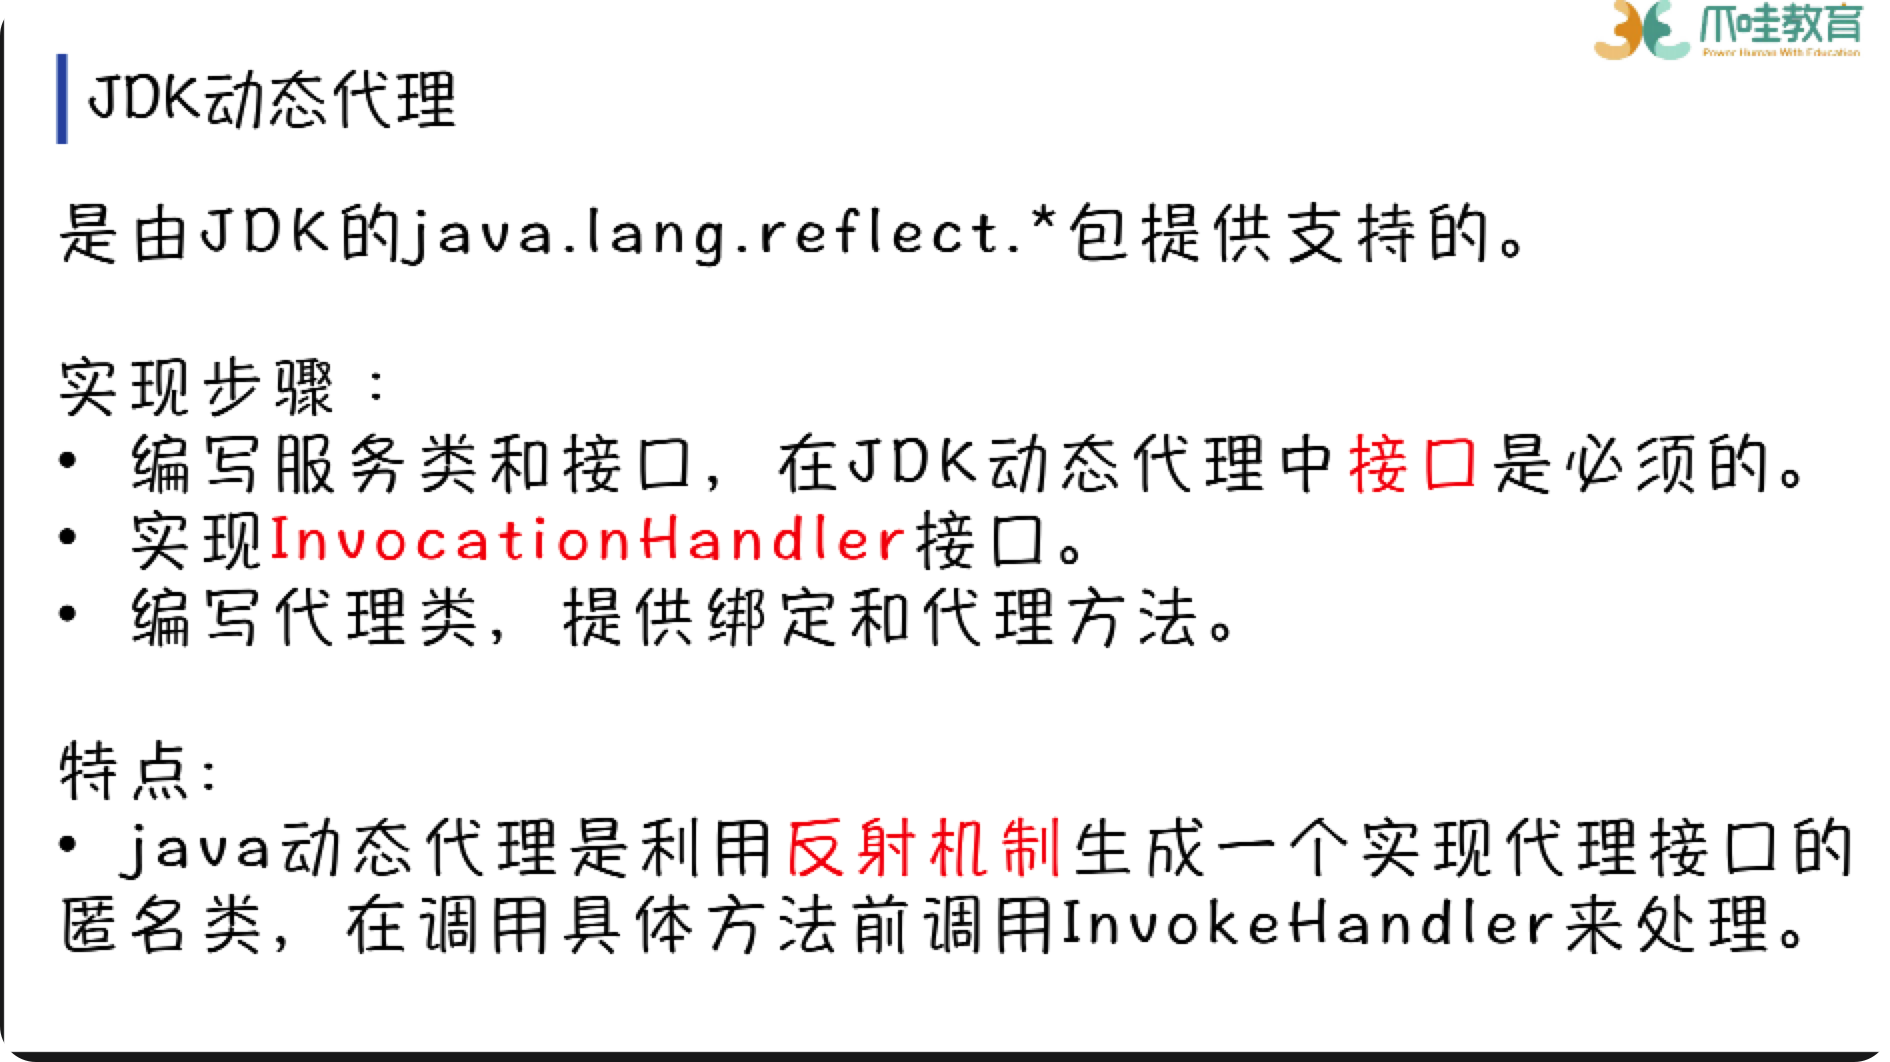 爪哇教育
Power Human With Education
JDK动态代理
是由JDK的java.lang.reflect.*包提供支持的。
实现步骤：
• 编写服务类和接口，在JDK动态代理中接口是必须的。
• 实现InvocationHandler接口。
• 编写代理类，提供绑定和代理方法。
特点:
• java动态代理是利用反射机制生成一个实现代理接口的
匿名类，在调用具体方法前调用InvokeHandler来处理。